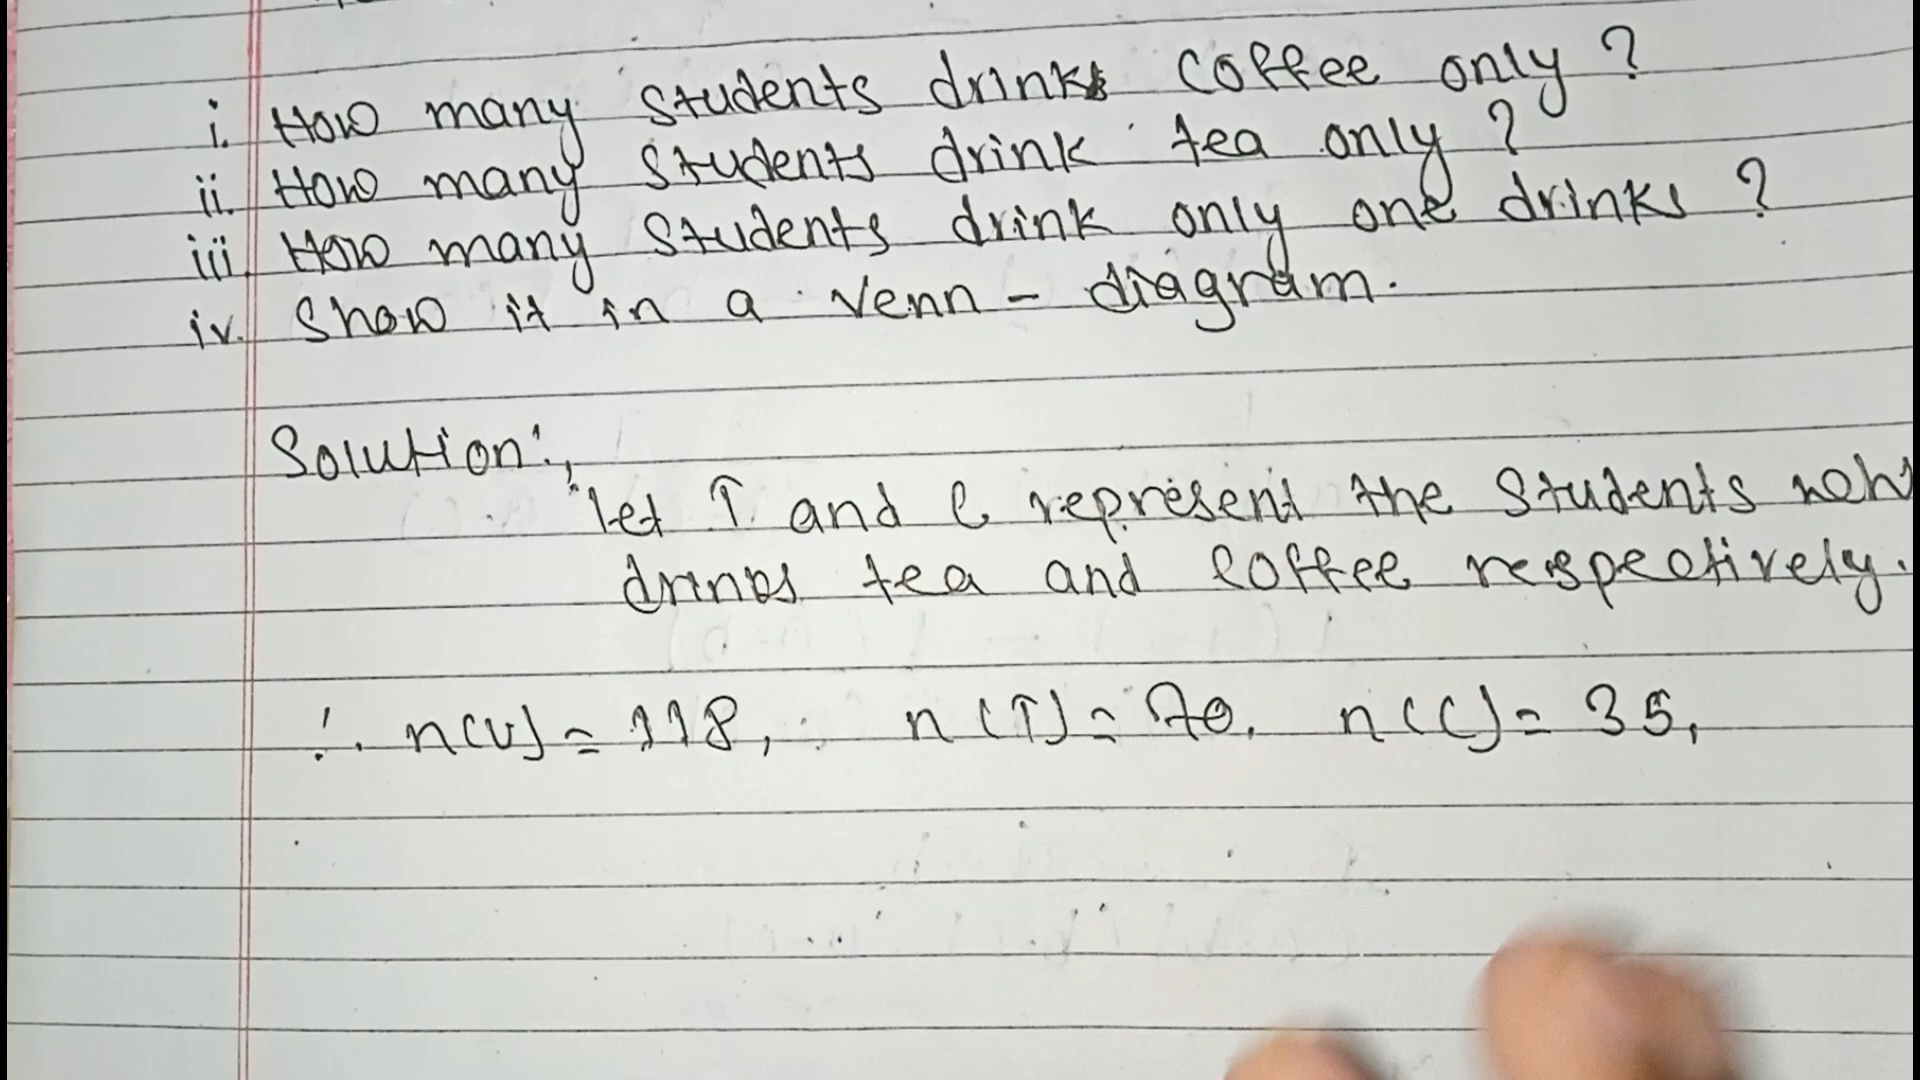 i. How many students drinks coffee only ?
ii. How many students drink tea only ?
iii. How many students drink only one drinks ?
iv. Show it in a Venn - diagram.
Solution:,
let T and C represent the students
drinks tea and coffee respectively.
∴ n(U) = 118, n(T) = 70, n(C) = 35,